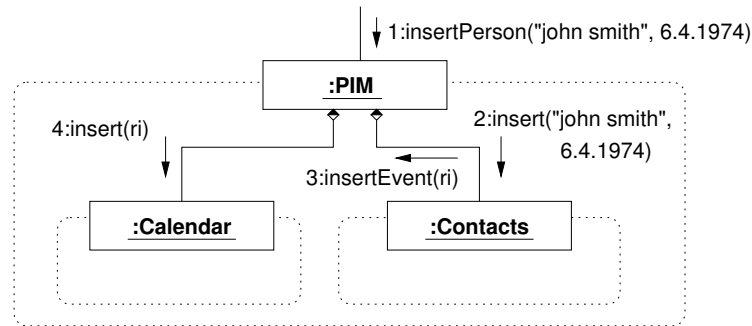 1:insertPerson("john smith", 6.4.1974)
:PIM
4:insert(ri)
2:insert("john smith",
6.4.1974)
3:insertEvent(ri)
:Calendar
:Contacts